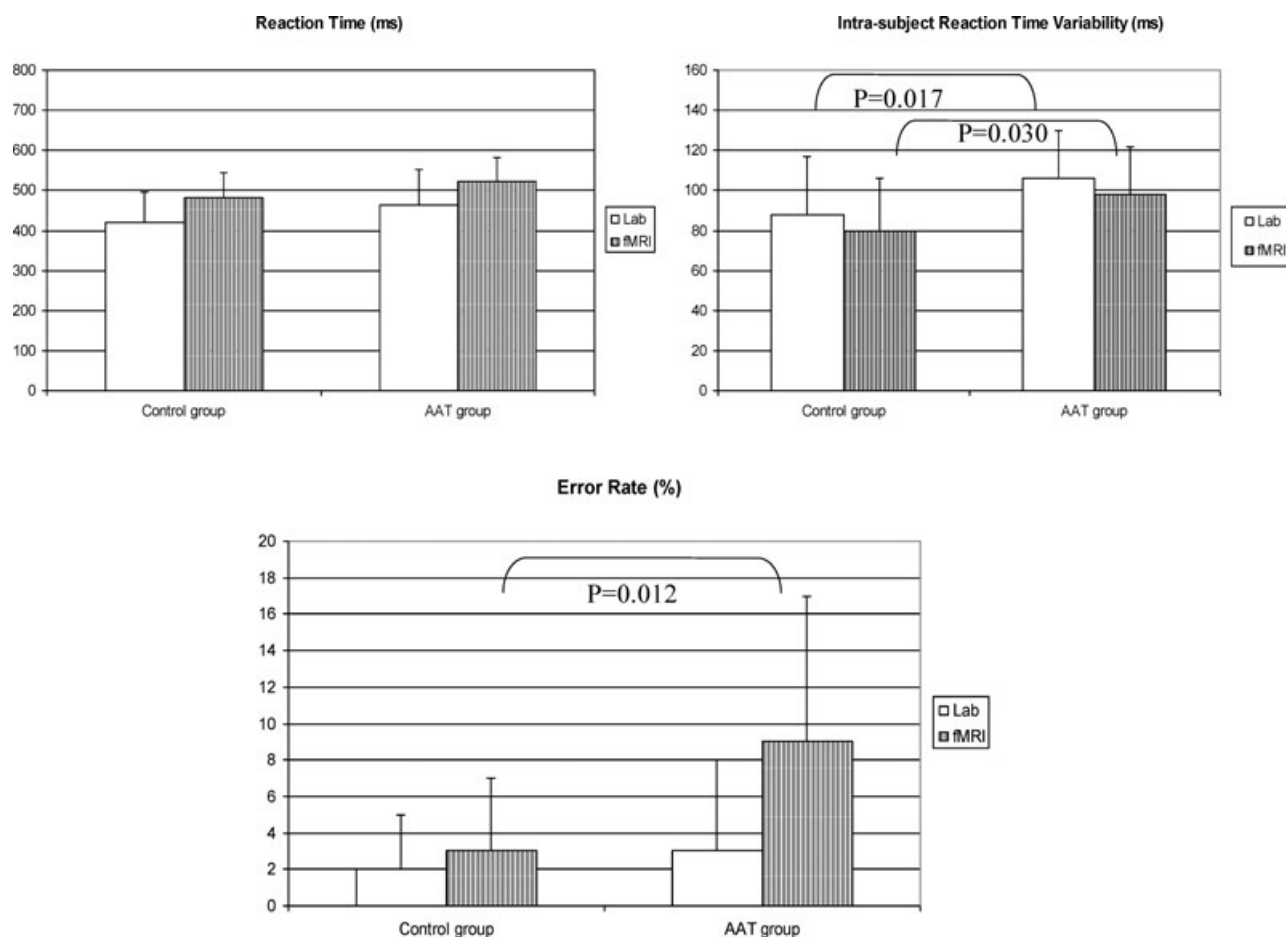 Reaction Time (ms)
800
700
600
500
400
300
200
100
0
Control group
AAT group
Lab
fMRI
Intra-subject Reaction Time Variability (ms)
160
140
120
100
80
60
40
20
0
P=0.017
P=0.030
Control group
AAT group
Lab
fMRI
Error Rate (%)
20
18
16
14
12
10
8
6
4
2
0
P=0.012
Control group
AAT group
Lab
fMRI